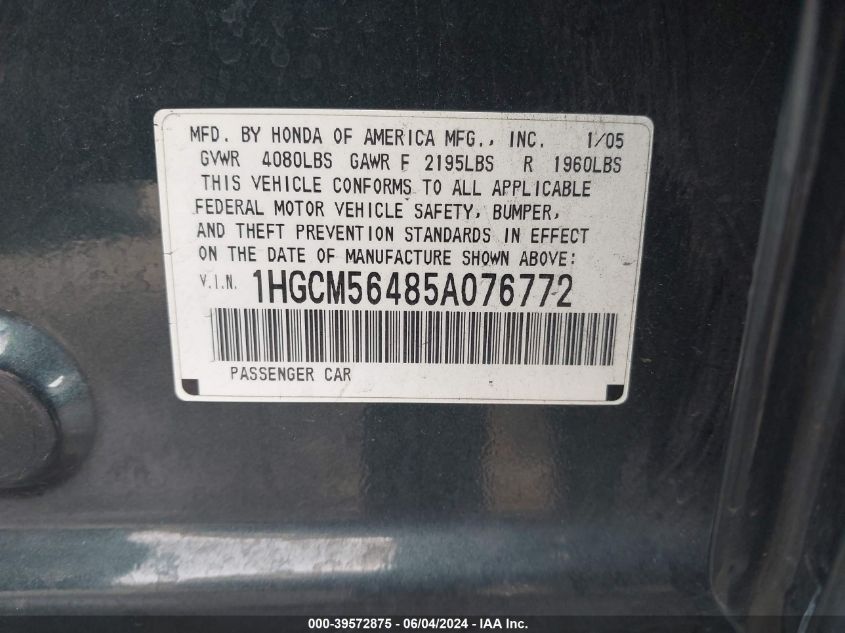 MFD. BY HONDA OF AMERICA MFG., INC. 1/05
GVWR 4080LBS GAWR F 2195LBS R 1960LBS
THIS VEHICLE CONFORMS TO ALL APPLICABLE
FEDERAL MOTOR VEHICLE SAFETY, BUMPER,
AND THEFT PREVENTION STANDARDS IN EFFECT
ON THE DATE OF MANUFACTURE SHOWN ABOVE:
V.I.N. 1HGCM56485A076772
PASSENGER CAR
000-39572875 - 06/04/2024 - IAA Inc.